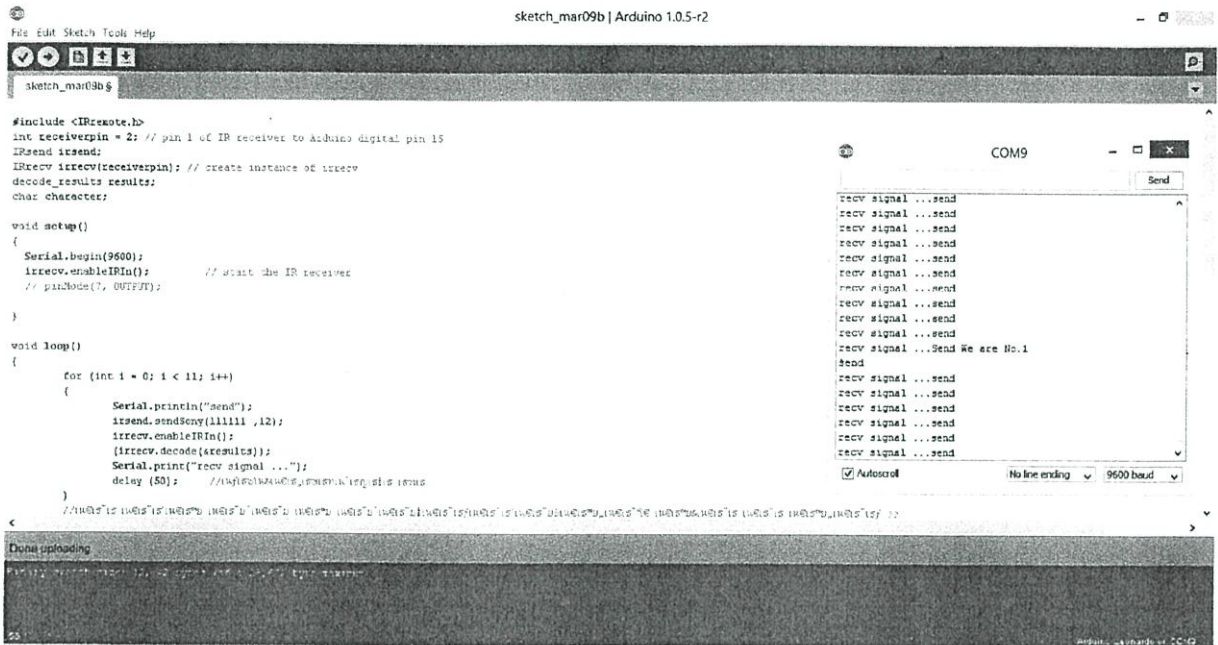 sketch_mar09b | Arduino 1.0.5-r2
File Edit Sketch Tools Help
sketch_mar09b §
#include <IRremote.h>
int receiverpin = 2; // pin 1 of IR receiver to Arduino digital pin 15
IRsend irsend;
IRrecv irrecv(receiverpin); // create instance of irrecv
decode_results results;
char character;
void setup()
{
Serial.begin(9600);
irrecv.enableIRIn(); // start the IR receiver
// pinMode(7, OUTPUT);
}
void loop()
{
for (int i = 0; i < 11; i++)
{
Serial.println("send");
irsend.sendSony(111111 ,12);
irrecv.enableIRIn();
(irrecv.decode(&results));
Serial.print("recv signal ...");
delay (50);
}
Done uploading
55
Arduino Leonardo on COM9
COM9
Send
recv signal ...send
recv signal ...send
recv signal ...send
recv signal ...send
recv signal ...send
recv signal ...send
recv signal ...send
recv signal ...send
recv signal ...send
recv signal ...send
recv signal ...Send We are No.1
Send
recv signal ...send
recv signal ...send
recv signal ...send
recv signal ...send
recv signal ...send
recv signal ...send
Autoscroll
No line ending
9600 baud